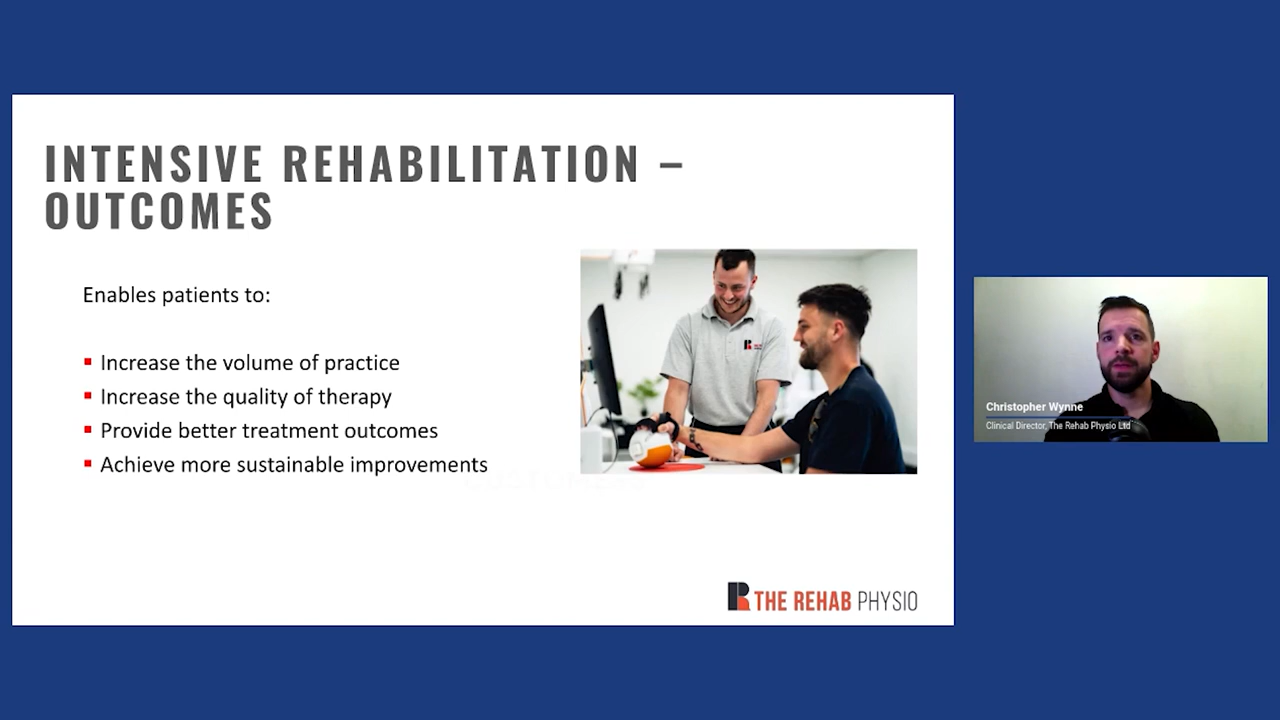 INTENSIVE REHABILITATION –
OUTCOMES
Enables patients to:
Increase the volume of practice
Increase the quality of therapy
Provide better treatment outcomes
Achieve more sustainable improvements
THE REHAB PHYSIO
Christopher Wynne
Clinical Director, The Rehab Physio Ltd